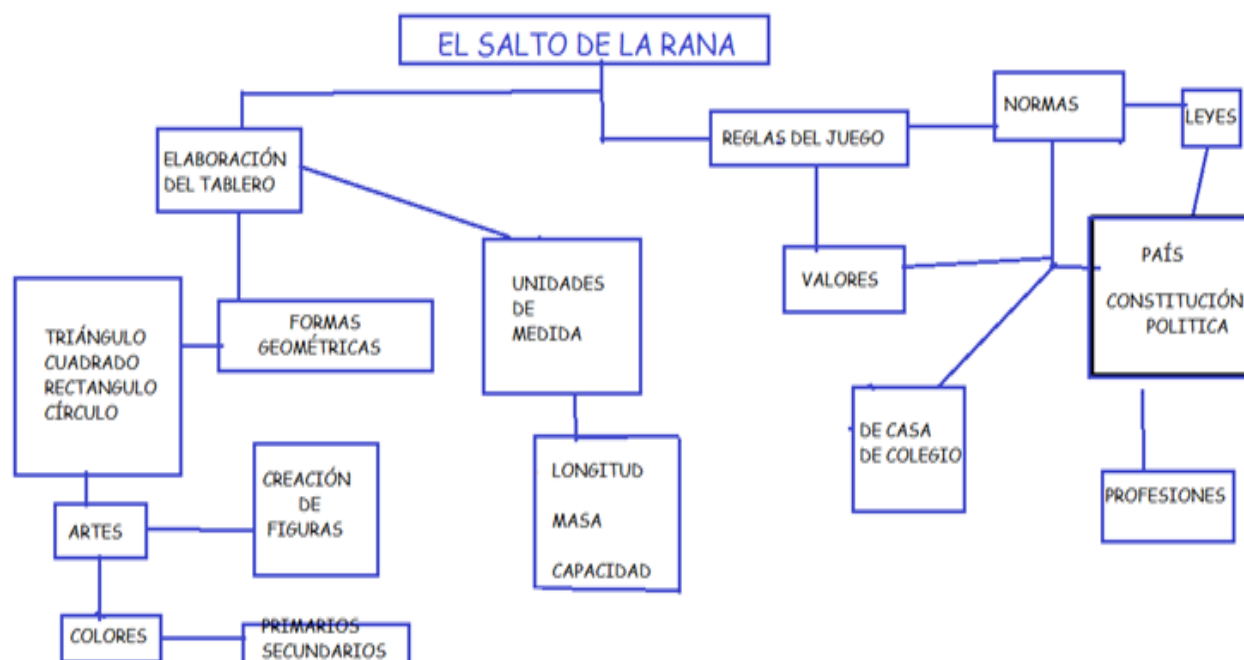 EL SALTO DE LA RANA
NORMAS
LEYES
REGLAS DEL JUEGO
ELABORACIÓN
DEL TABLERO
UNIDADES
DE
MEDIDA
VALORES
PAÍS
CONSTITUCIÓN
POLITICA
FORMAS
GEOMÉTRICAS
TRIÁNGULO
CUADRADO
RECTANGULO
CÍRCULO
DE CASA
DE COLEGIO
CREACIÓN
DE
FIGURAS
LONGITUD
MASA
CAPACIDAD
PROFESIONES
ARTES
COLORES
PRIMARIOS
SECUNDARIOS